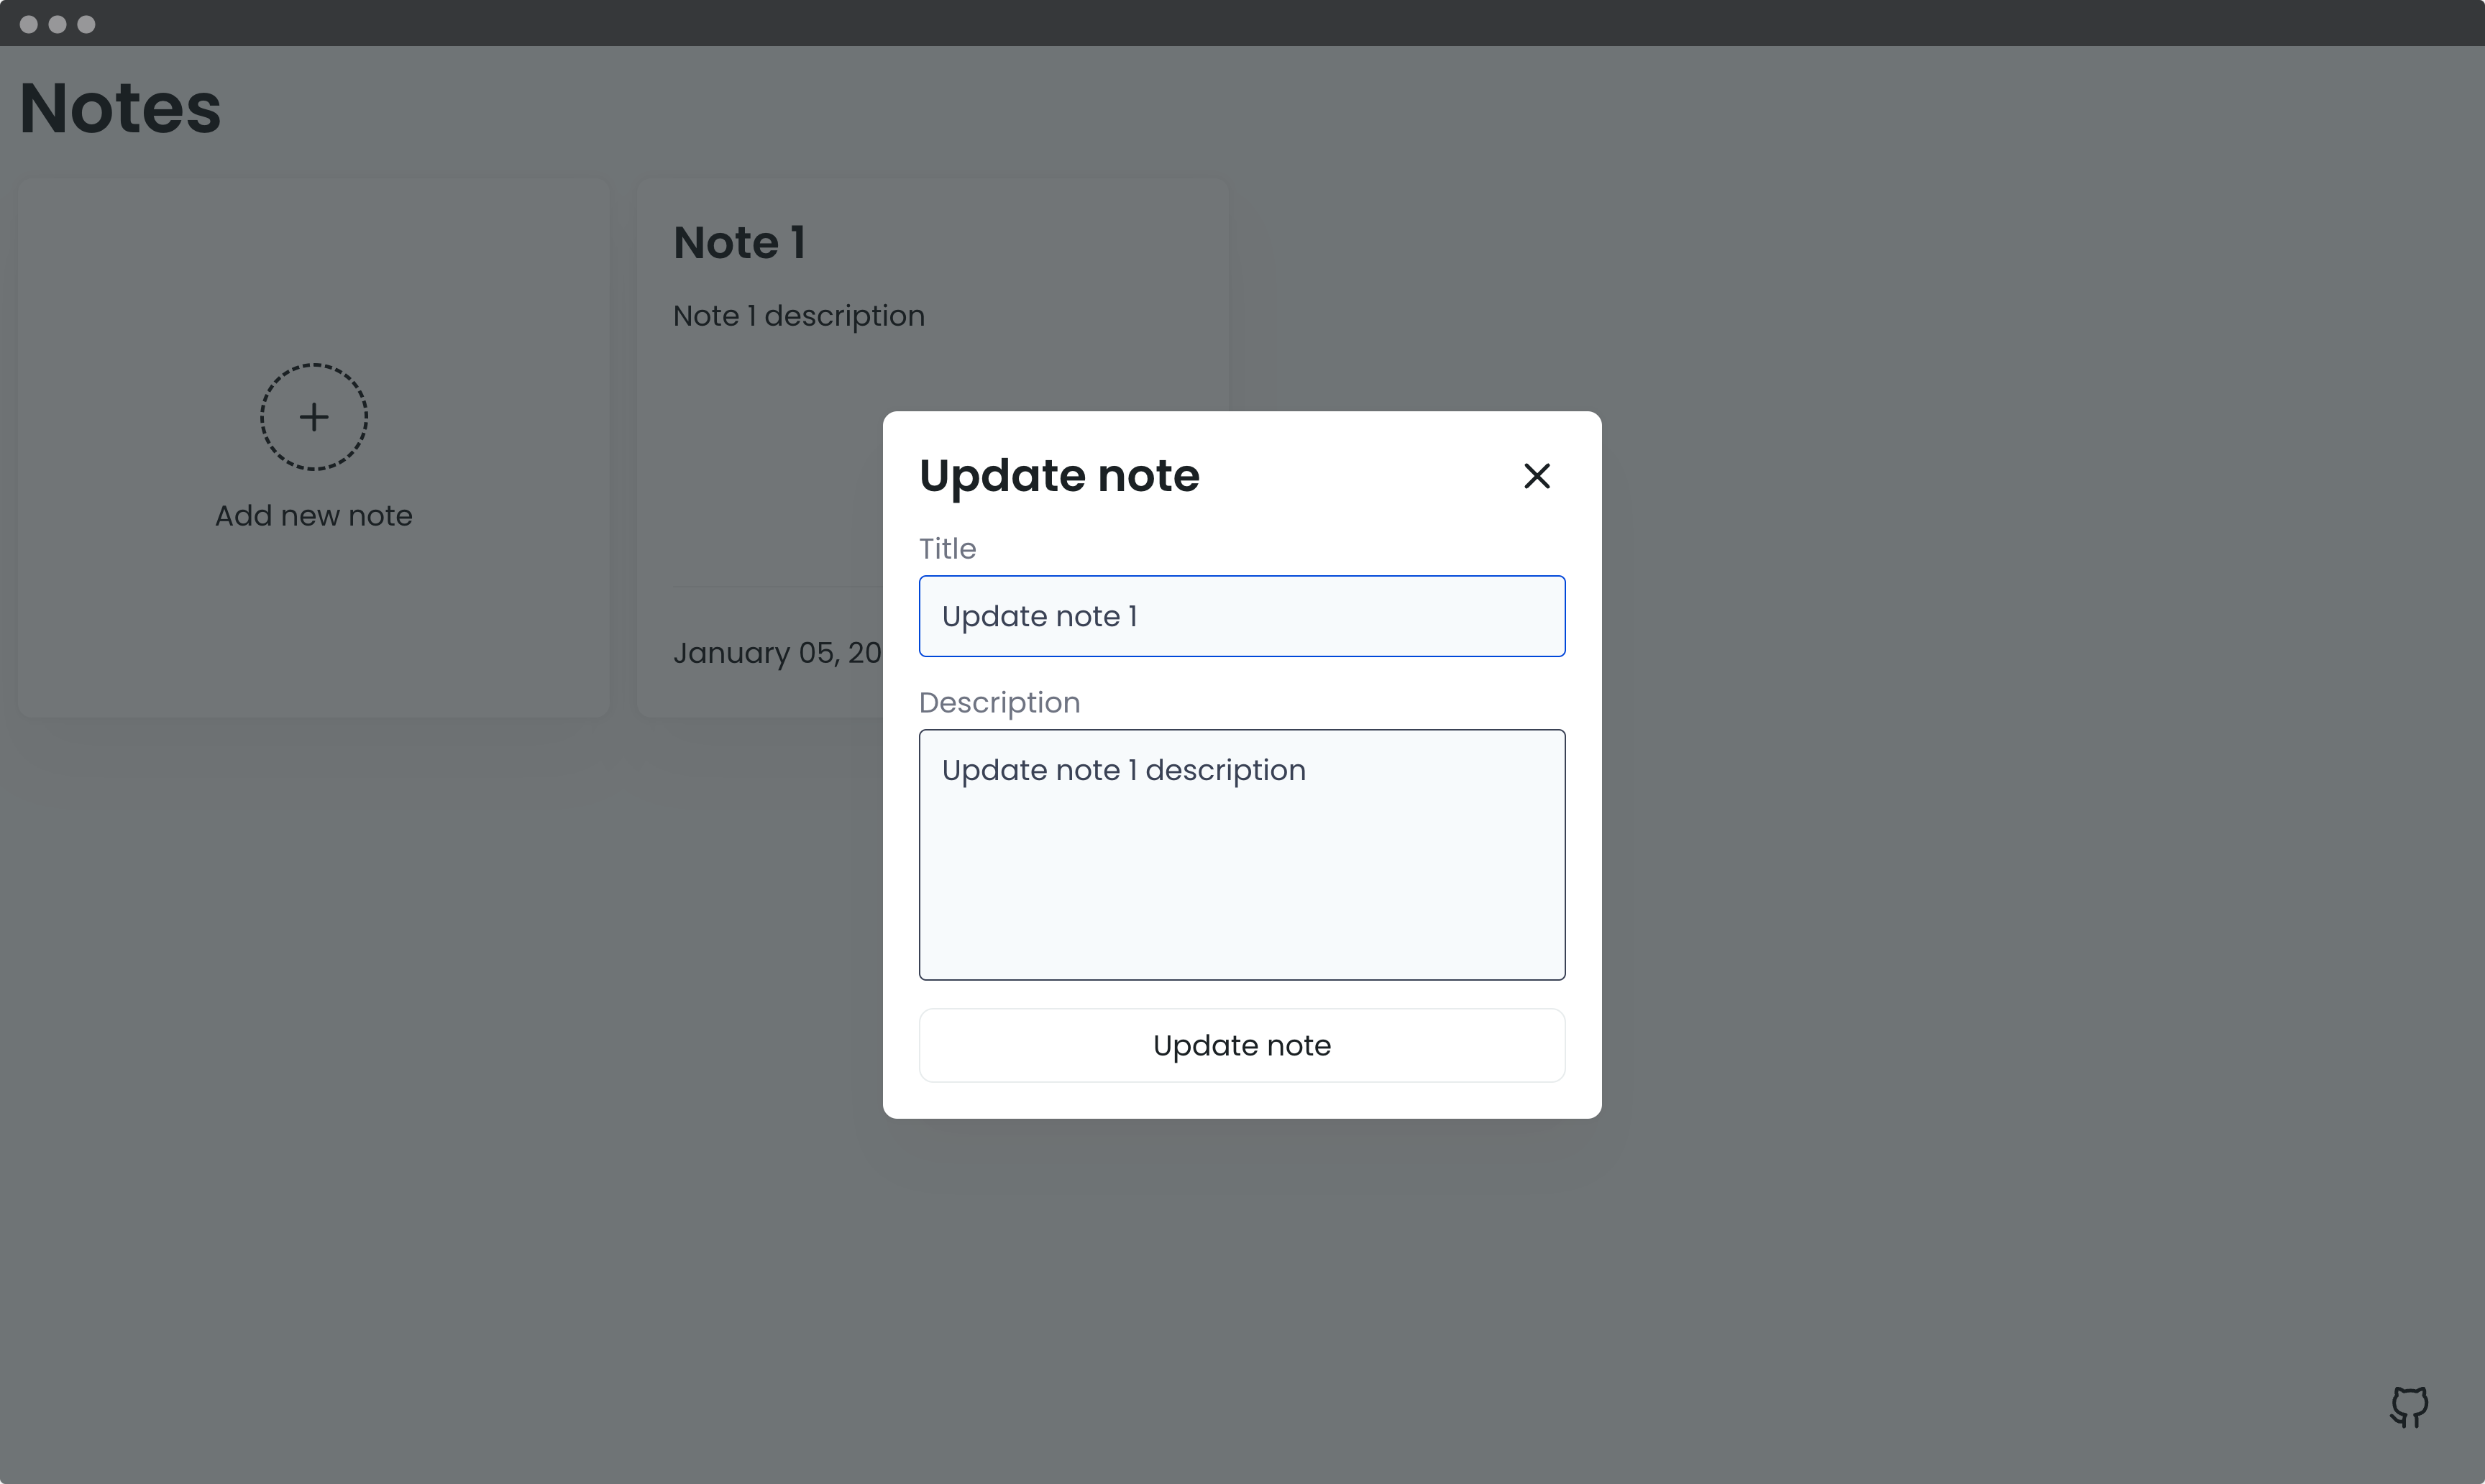 Notes
Add new note
Note 1
Note 1 description
January 05, 20
Update note
Title
Update note 1
Description
Update note 1 description
Update note